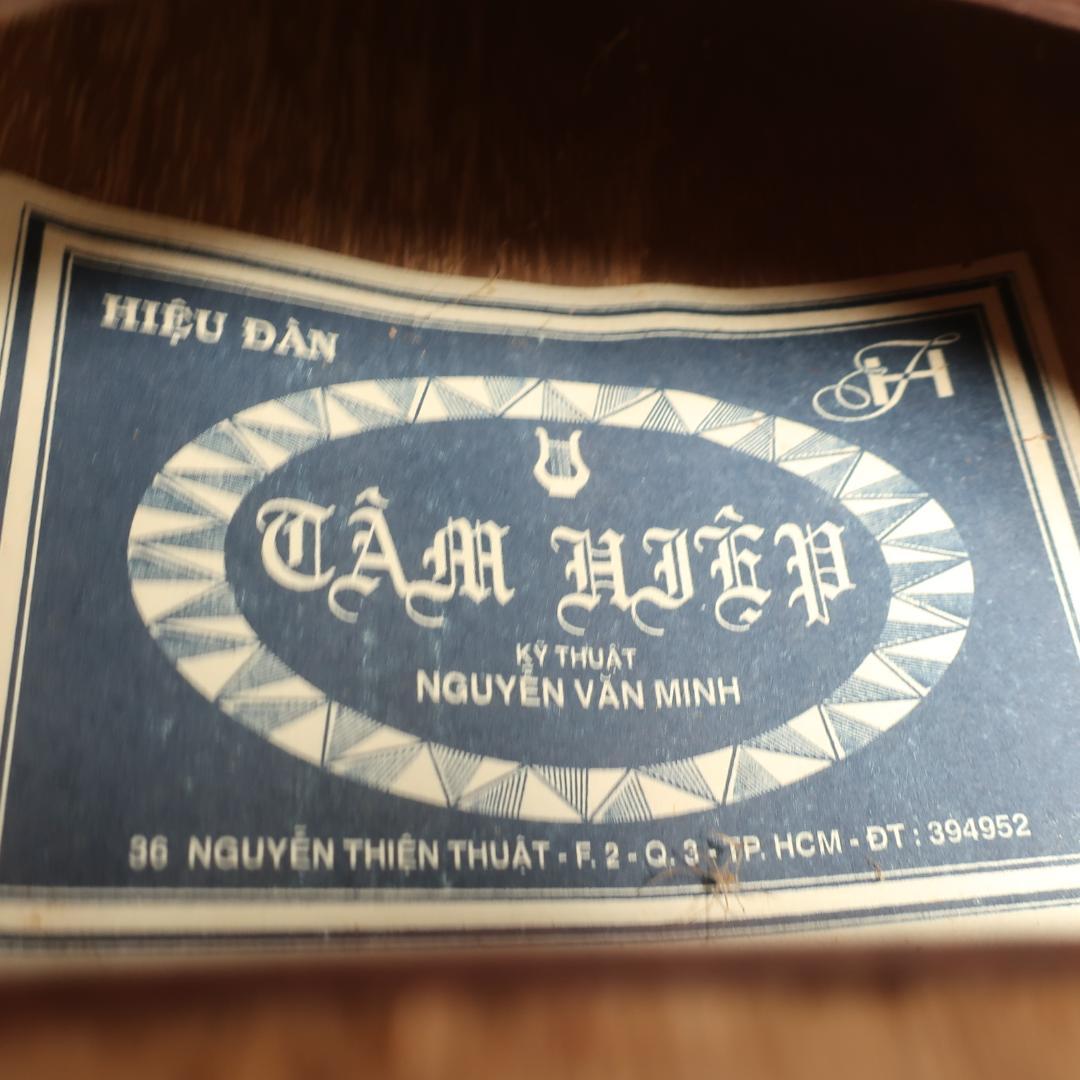 HIỆU ĐÀN
TH
TÂM HIỆP
KỸ THUẬT
NGUYỄN VĂN MINH
36 NGUYỄN THIỆN THUẬT - F. 2 - Q. 3 - TP. HCM - ĐT : 394952